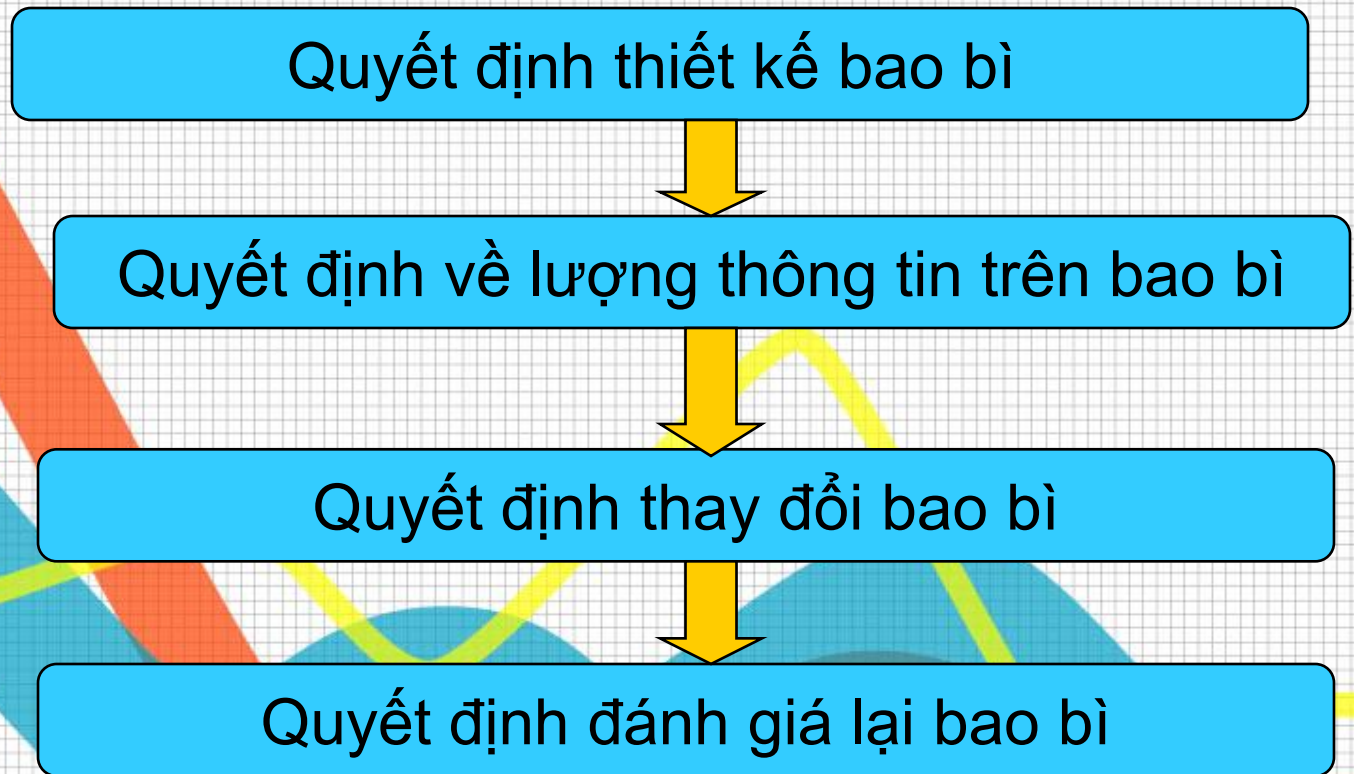 Quyết định thiết kế bao bì
Quyết định về lượng thông tin trên bao bì
Quyết định thay đổi bao bì
Quyết định đánh giá lại bao bì